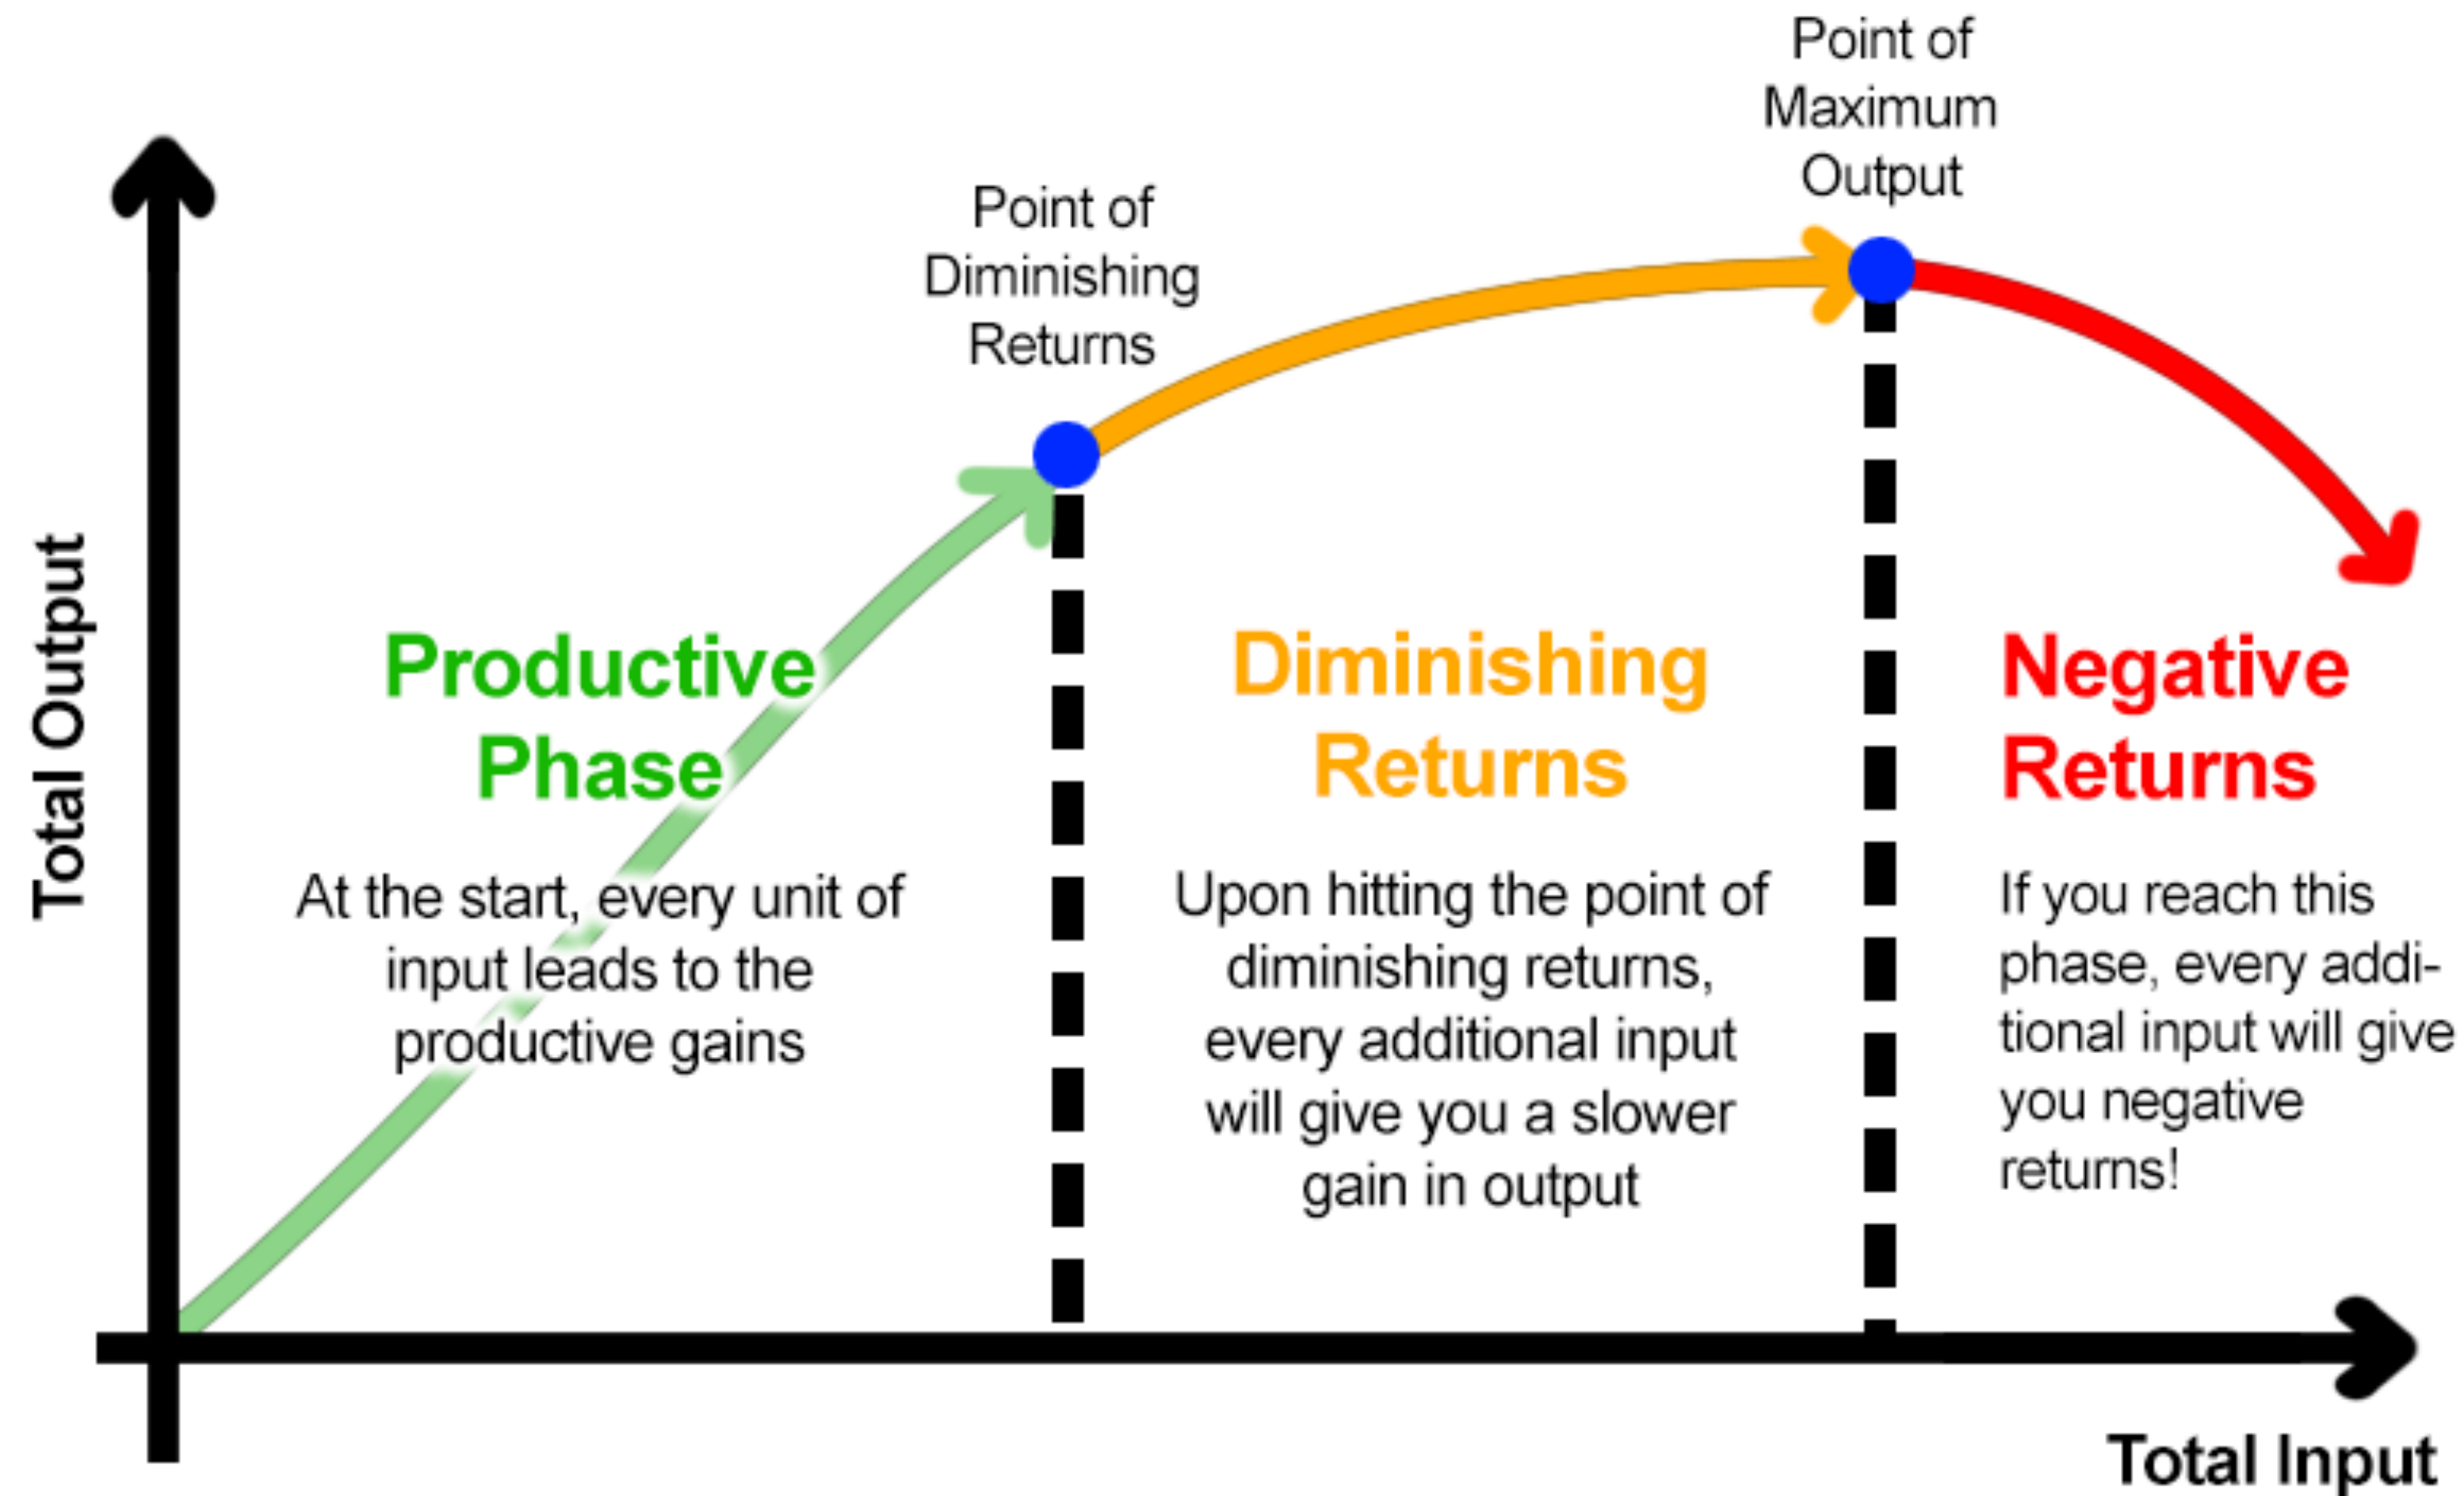 Point of
Maximum
Output
Point of
Diminishing
Returns
Total Output
Productive
Phase
At the start, every unit of
input leads to the
productive gains
Diminishing
Returns
Upon hitting the point of
diminishing returns,
every additional input
will give you a slower
gain in output
Negative
Returns
If you reach this
phase, every addi-
tional input will give
you negative
returns!
Total Input